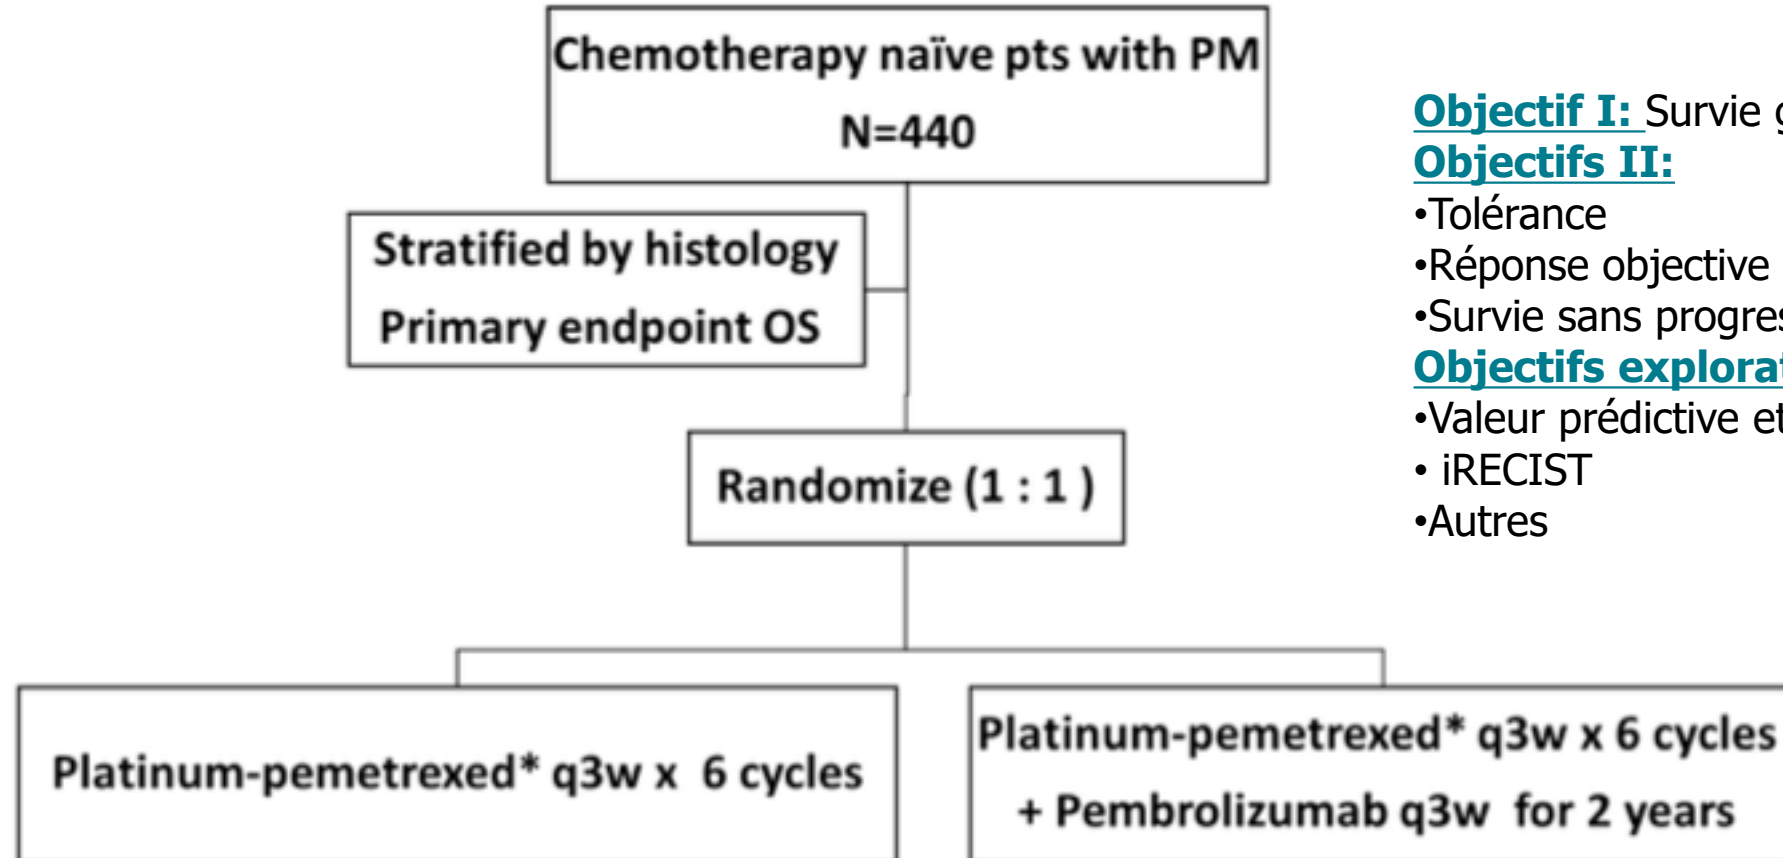 Chemotherapy naïve pts with PM
N=440
Stratified by histology
Primary endpoint OS
Randomize (1 : 1 )
Platinum-pemetrexed* q3w x 6 cycles
Platinum-pemetrexed* q3w x 6 cycles
+ Pembrolizumab q3w for 2 years
Objectif I: Survie
Objectifs II:
•Tolérance
•Réponse objective
•Survie sans
Objectifs
•Valeur prédictive
• iRECIST
•Autres